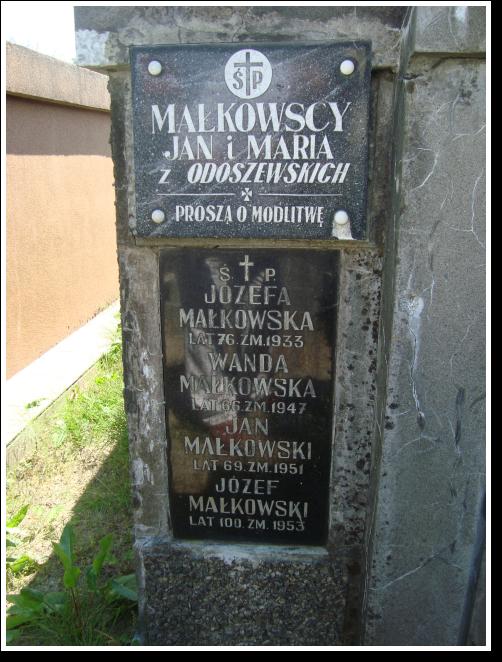 Ś P
MAŁKOWSCY
JAN i MARIA
z ODOSZEWSKICH
PROSZĄ O MODLITWĘ
Ś. P.
JÓZEFA
MAŁKOWSKA
LAT 76. ZM. 1933
WANDA
MAŁKOWSKA
LAT 66. ZM. 1947
JAN
MAŁKOWSKI
LAT 69. ZM. 1951
JÓZEF
MAŁKOWSKI
LAT 100. ZM. 1953